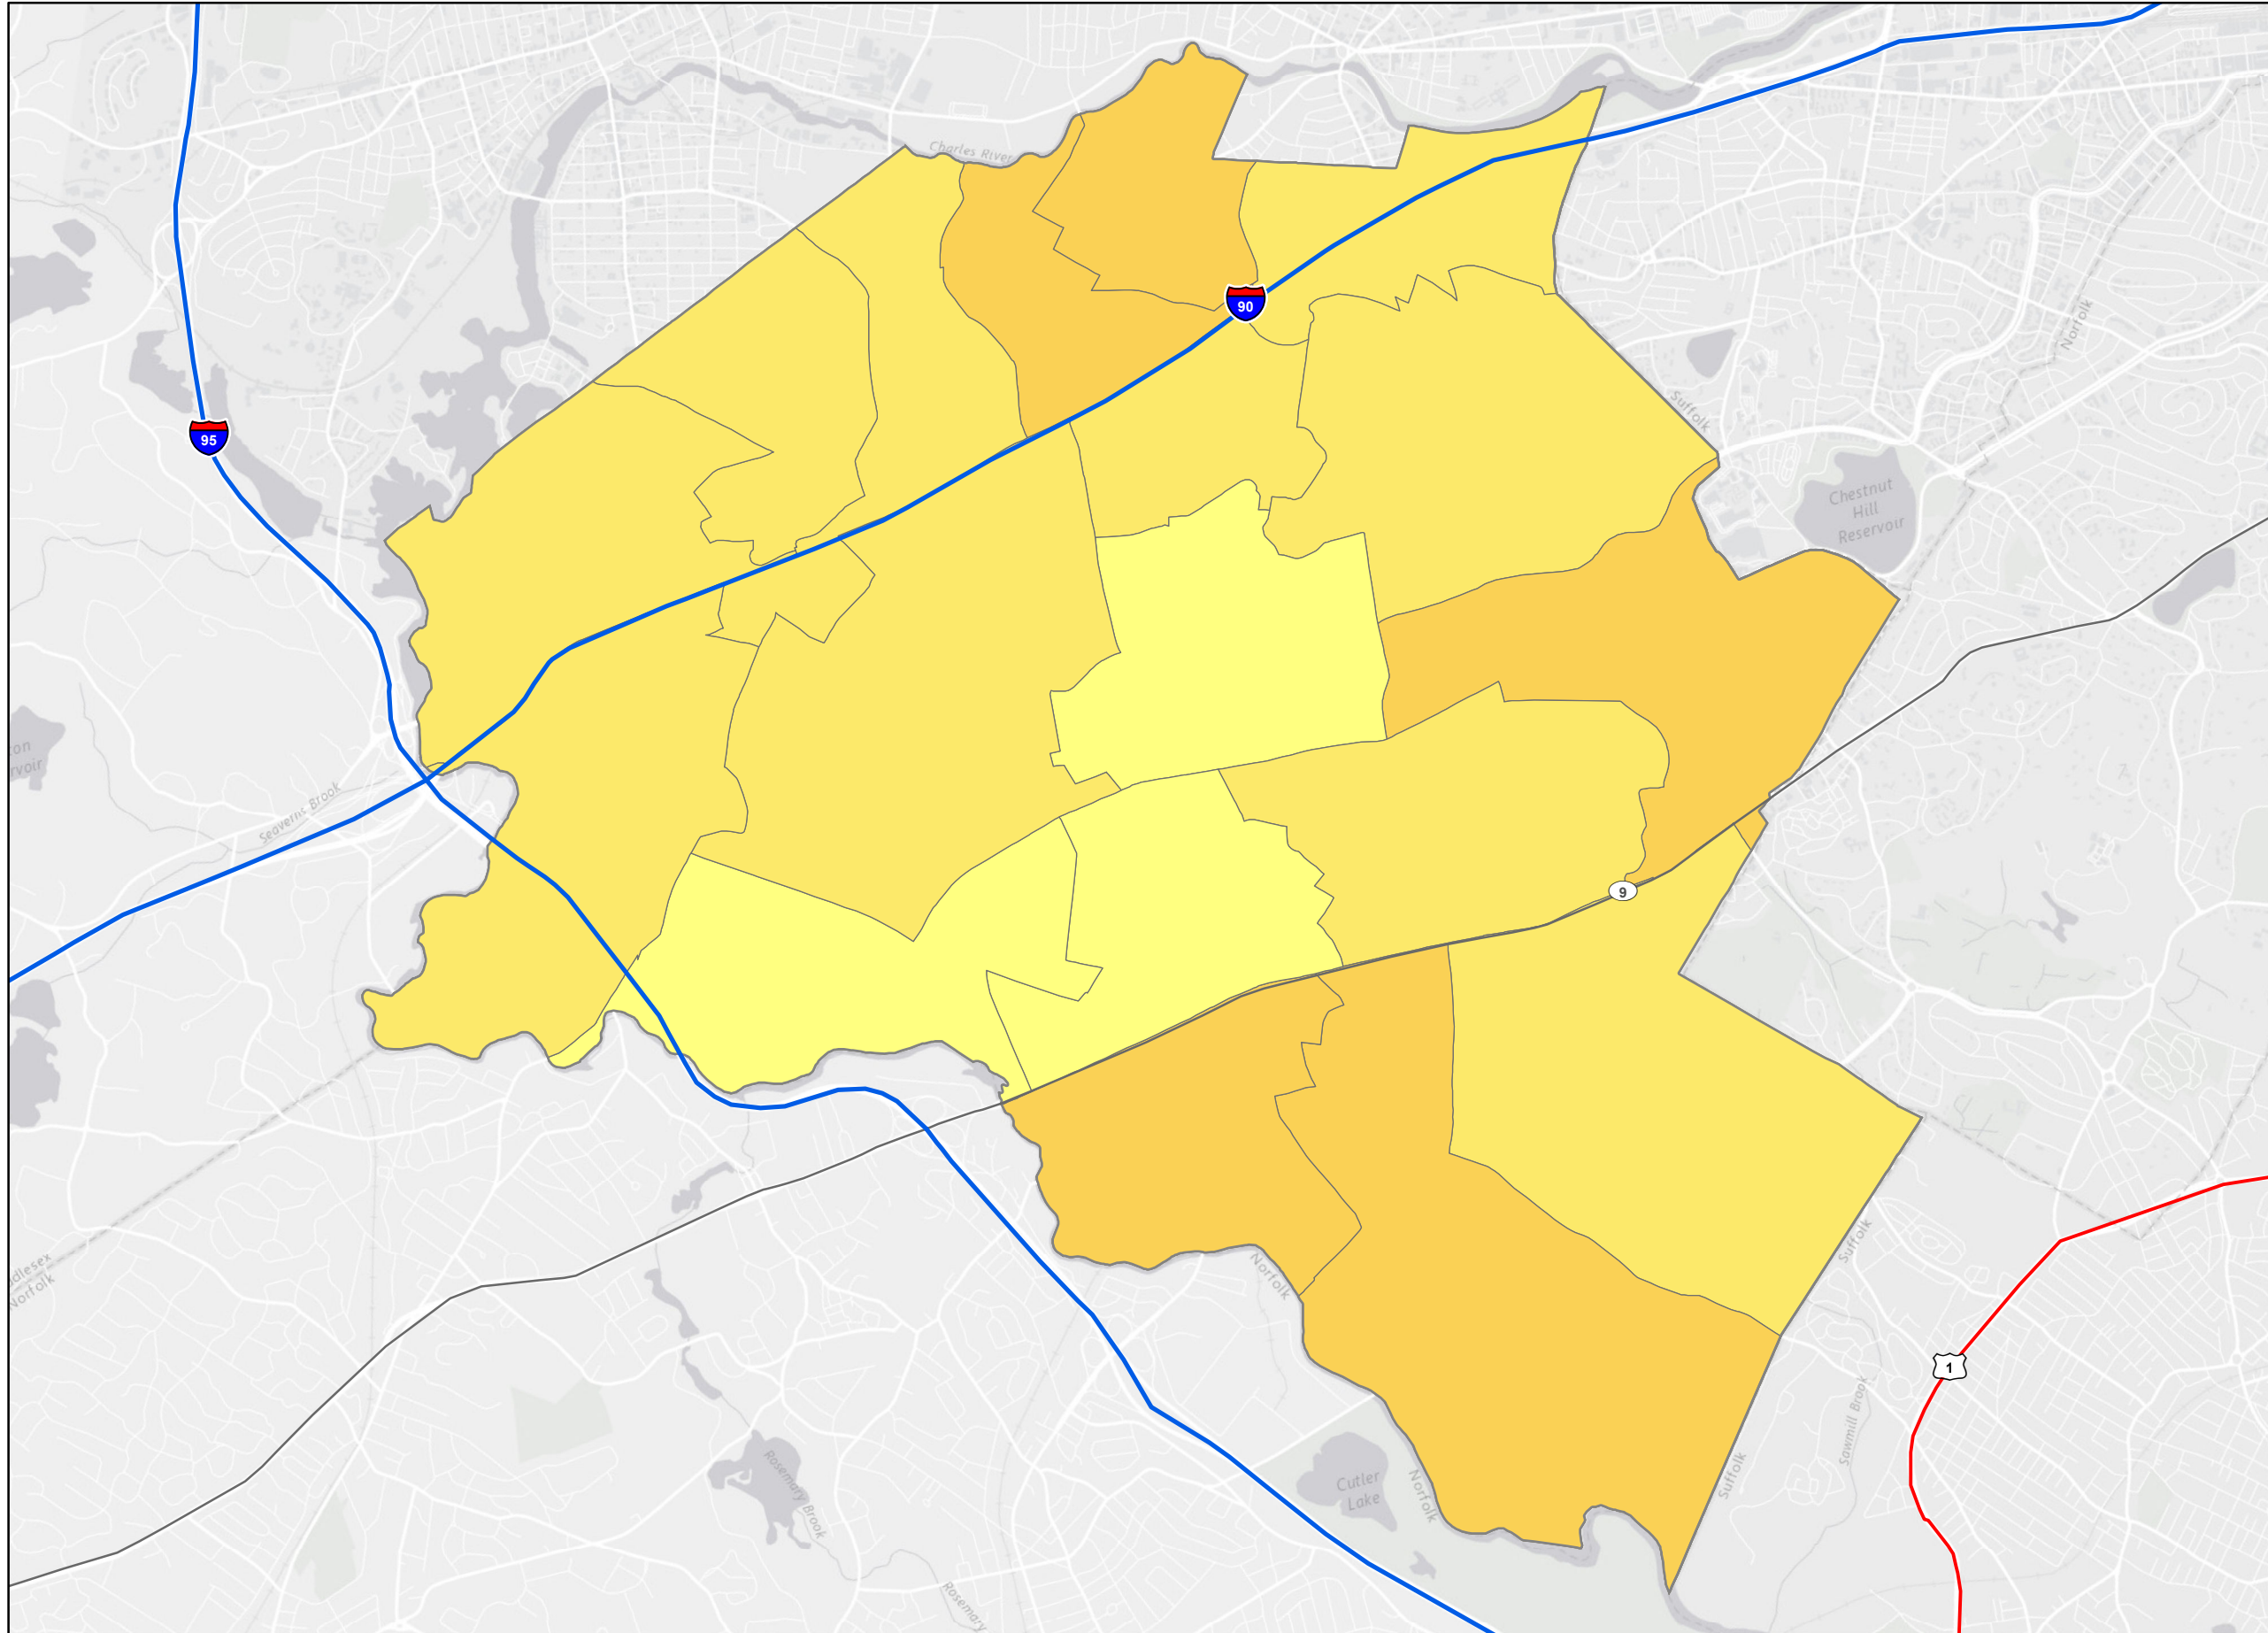 Charles River
90
Norfolk
95
Suffolk
Chestnut
Hill
Reservoir
Seaverns Brook
9
Norfolk
Norfolk
Suffolk
1
Sawmill Brook
Rosemary Brook
Cutler
Lake
Norfolk
Suffolk
Rosemary